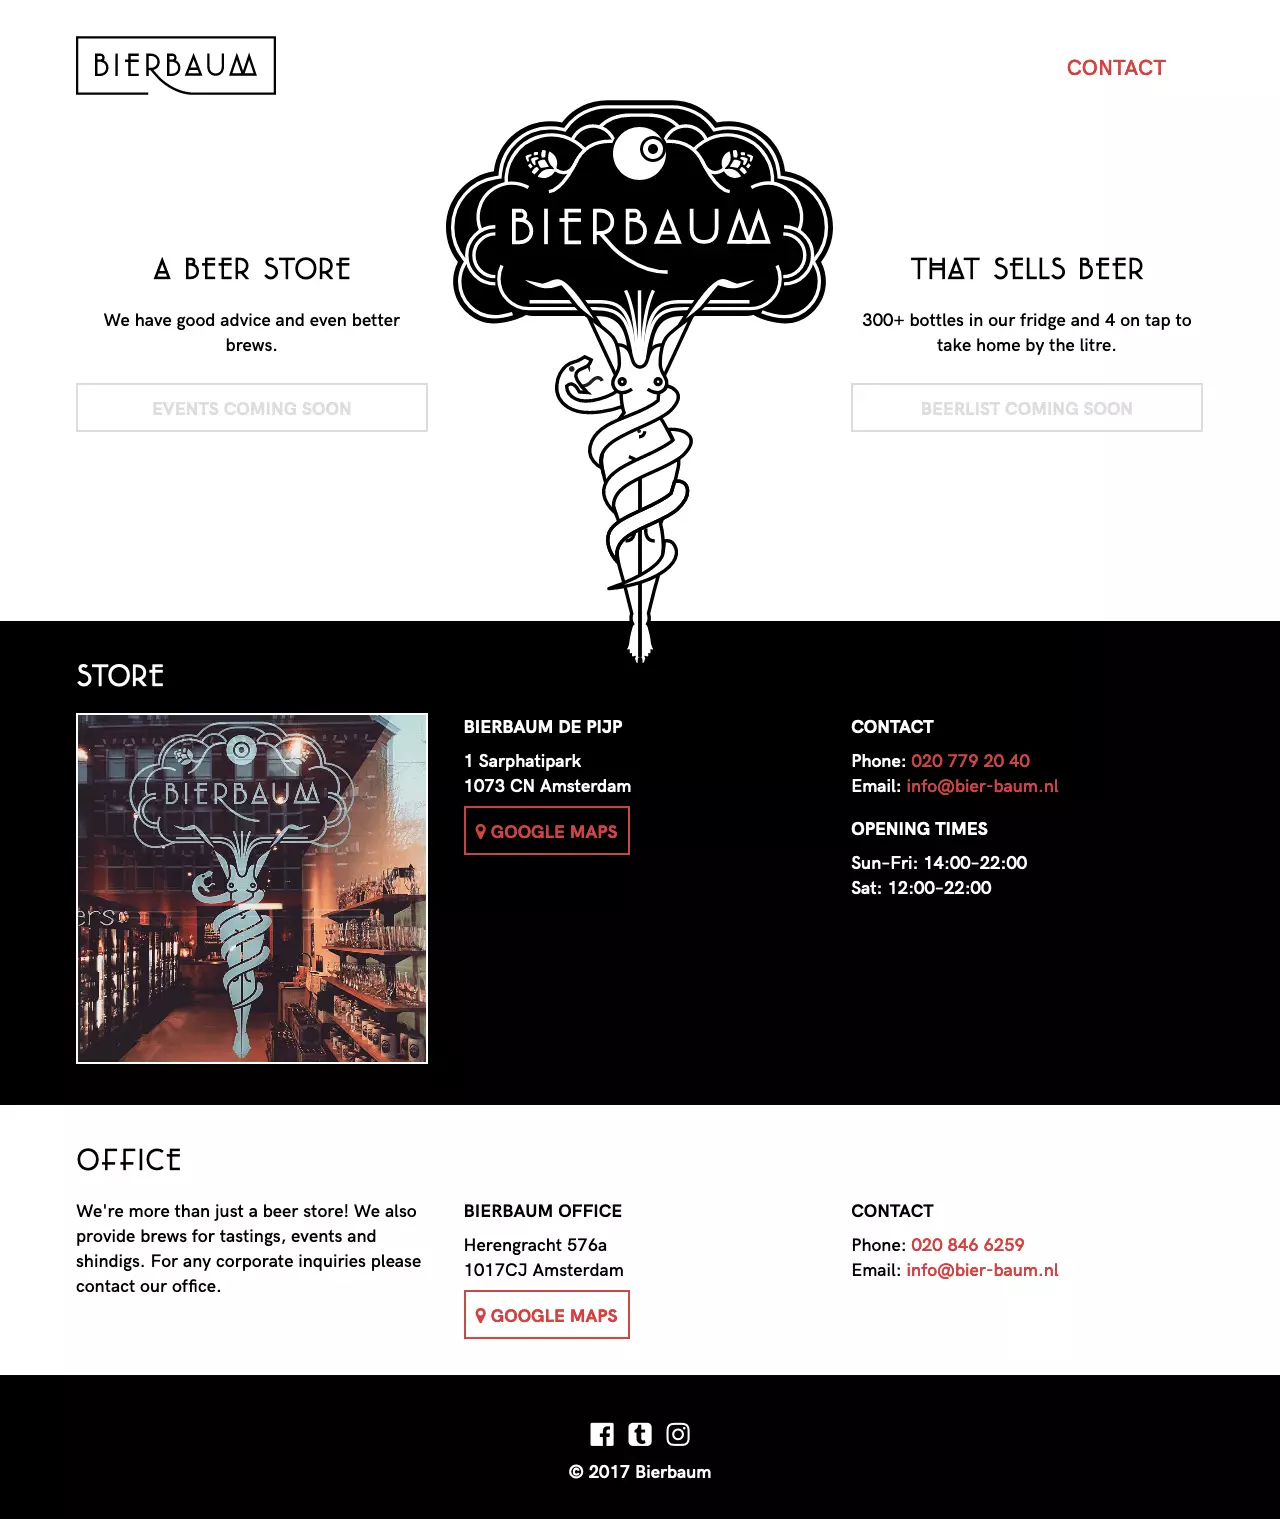 BIERBAUM
CONTACT
BIERBAUM
A BEER STORE
We have good advice and even better
brews.
EVENTS COMING SOON
THAT SELLS BEER
300+ bottles in our fridge and 4 on tap to
take home by the litre.
BEERLIST COMING SOON
STORE
BIERBAUM
ers
BIERBAUM DE PIJP
1 Sarphatipark
1073 CN Amsterdam
GOOGLE MAPS
CONTACT
Phone: 020 779 20 40
Email: info@bier-baum.nl
OPENING TIMES
Sun–Fri: 14:00–22:00
Sat: 12:00–22:00
OFFICE
We're more than just a beer store! We also
provide brews for tastings, events and
shindigs. For any corporate inquiries please
contact our office.
BIERBAUM OFFICE
Herengracht 576a
1017CJ Amsterdam
GOOGLE MAPS
CONTACT
Phone: 020 846 6259
Email: info@bier-baum.nl
© 2017 Bierbaum